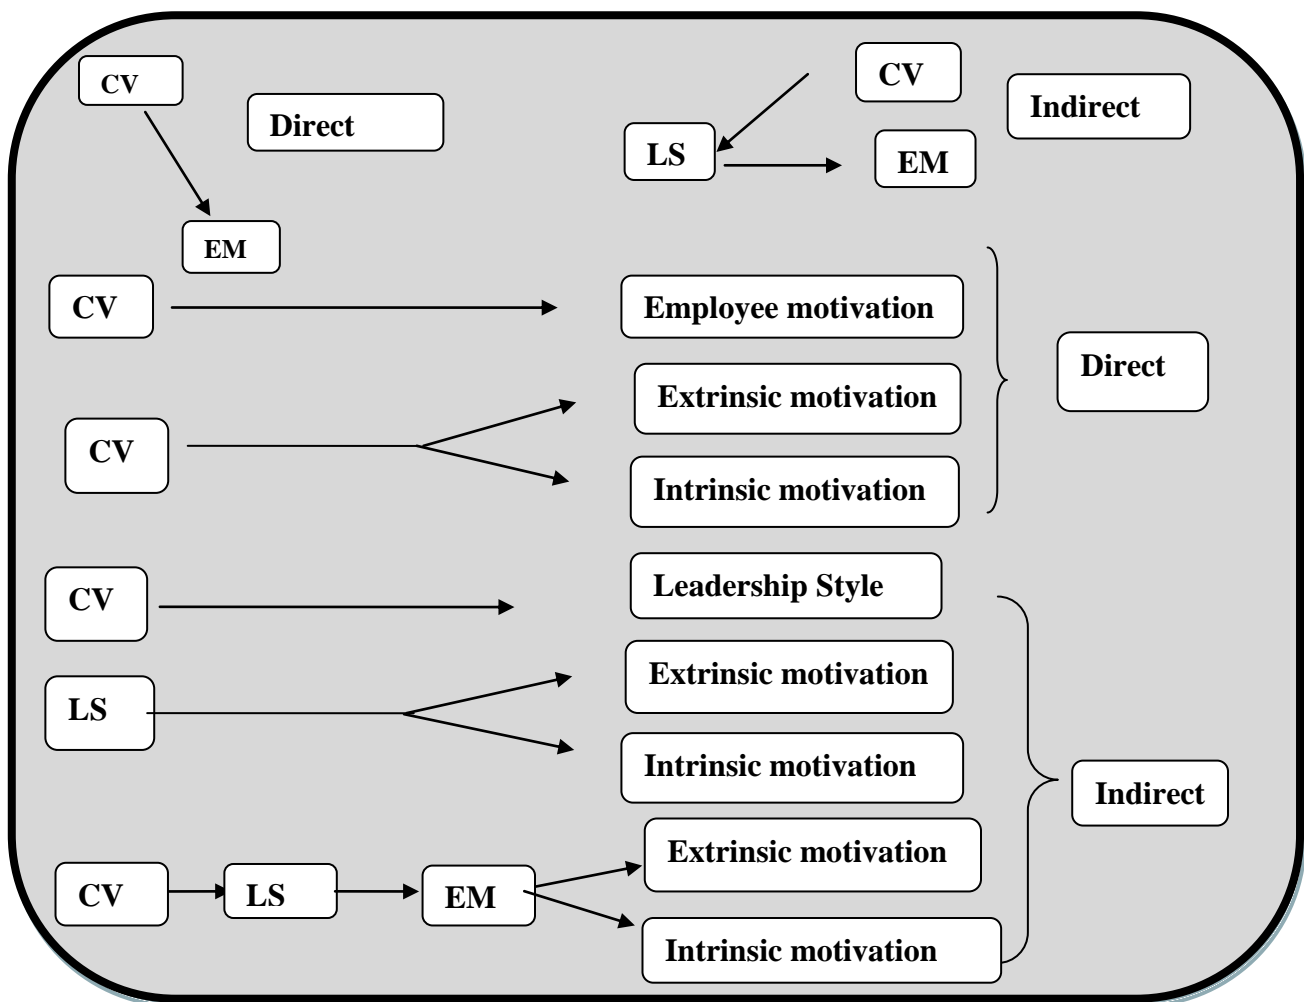 CV
Direct
EM
CV
Indirect
LS
EM
CV
Employee motivation
Extrinsic motivation
Direct
CV
Intrinsic motivation
CV
Leadership Style
LS
Extrinsic motivation
Intrinsic motivation
Indirect
CV
LS
EM
Extrinsic motivation
Intrinsic motivation